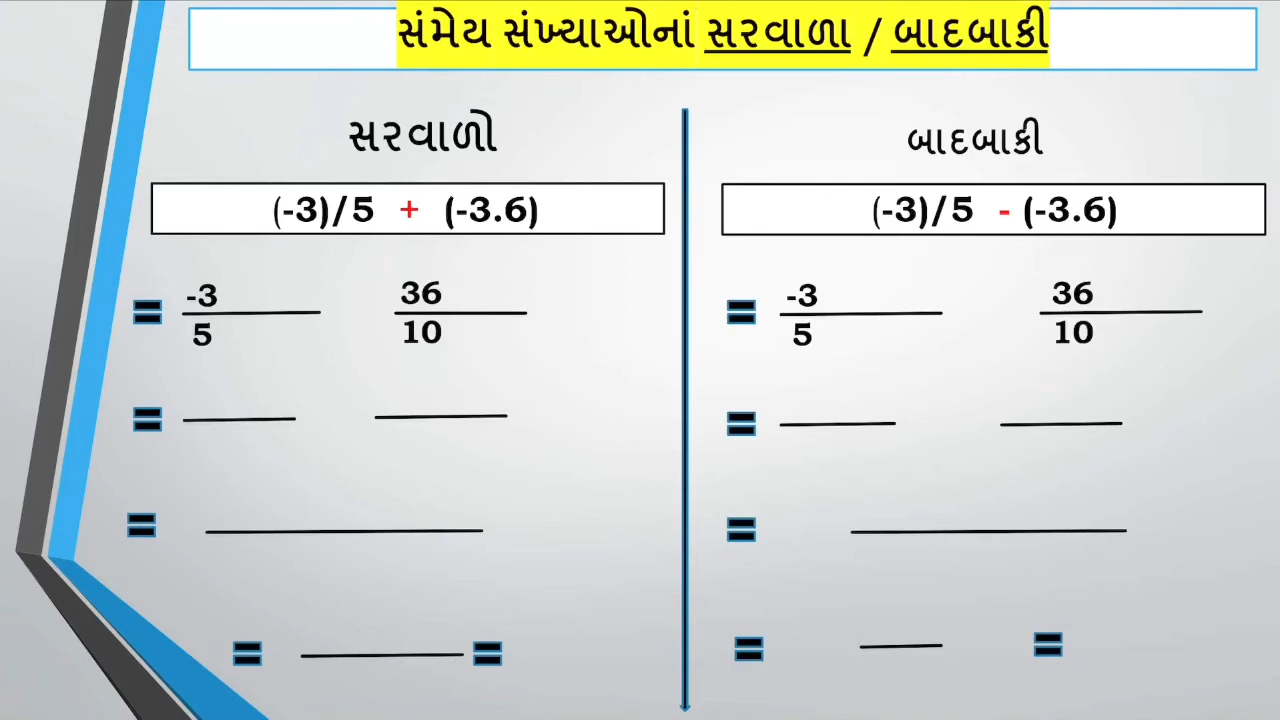 સંમેય સંખ્યાઓનાં સરવાળા / બાદબાકી
સરવાળો
(-3)/5 + (-3.6)
= -3/5 36/10
=
=
= =
બાદબાકી
(-3)/5 - (-3.6)
= -3/5 36/10
=
=
= =